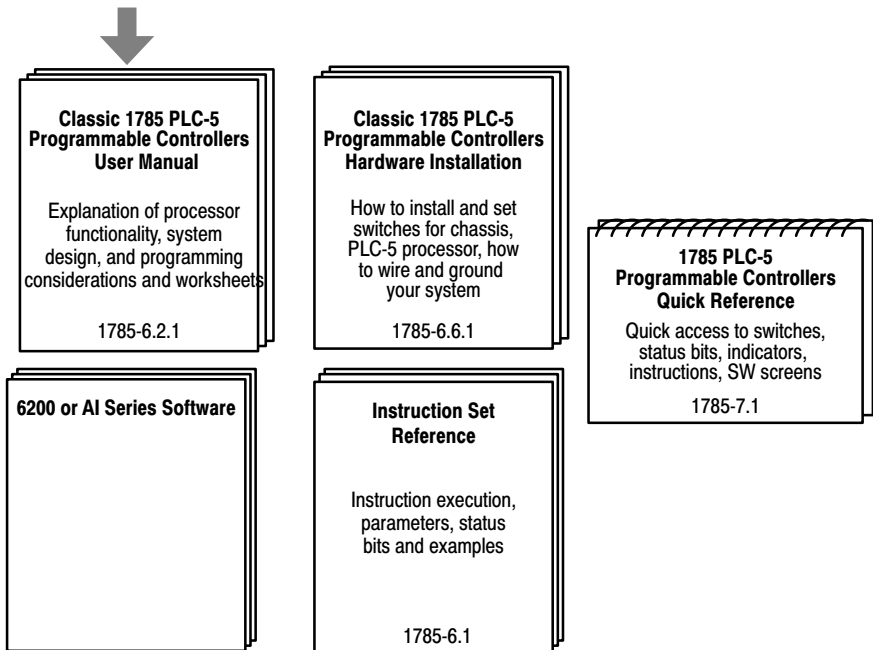 Classic 1785 PLC-5
Programmable Controllers
User Manual
Explanation of processor
functionality, system
design, and programming
considerations and worksheets
1785-6.2.1
Classic 1785 PLC-5
Programmable Controllers
Hardware Installation
How to install and set
switches for chassis,
PLC-5 processor, how
to wire and ground
your system
1785-6.6.1
1785 PLC-5
Programmable Controllers
Quick Reference
Quick access to switches,
status bits, indicators,
instructions, SW screens
1785-7.1
6200 or AI Series Software
Instruction Set
Reference
Instruction execution,
parameters, status
bits and examples
1785-6.1